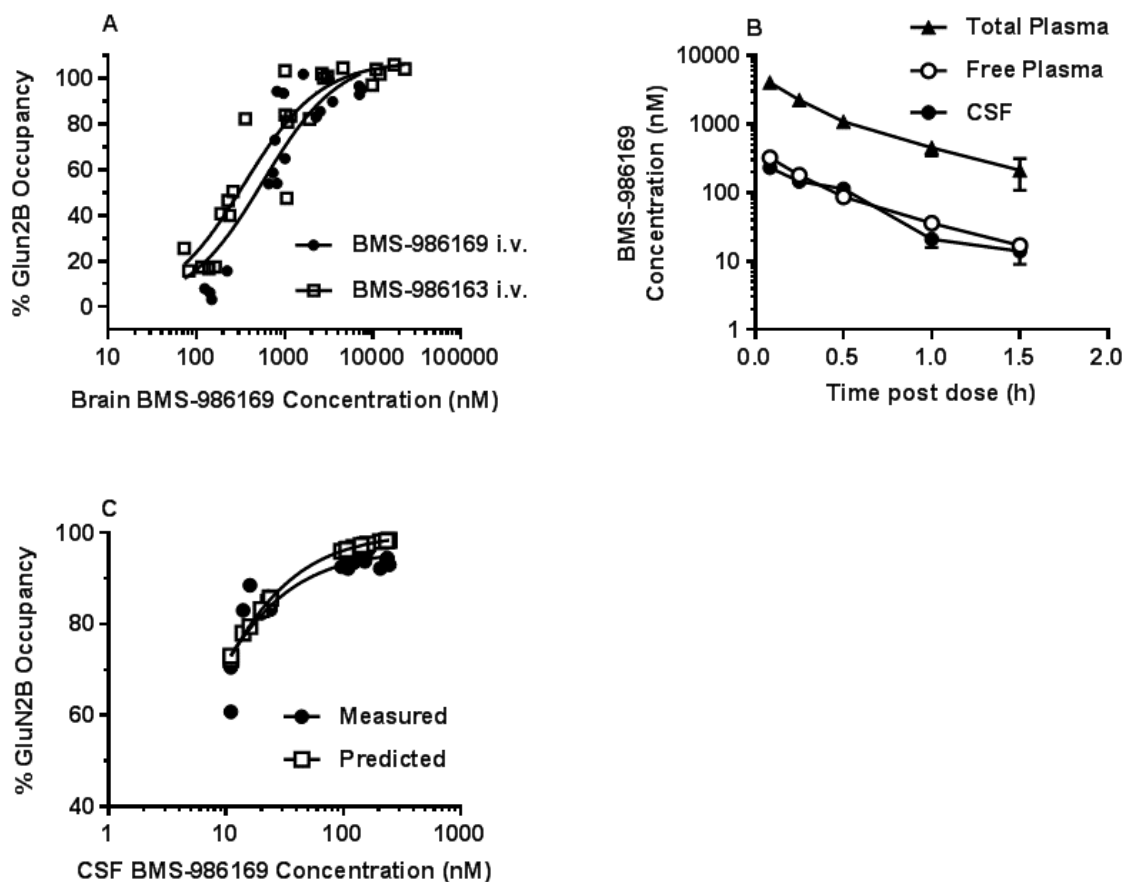 A
% Glun2B Occupancy
100
80
60
40
20
0
BMS-986169 i.v.
BMS-986163 i.v.
10
100
1000
10000
100000
Brain BMS-986169 Concentration (nM)
B
Total Plasma
Free Plasma
CSF
BMS-986169
Concentration (nM)
10000
1000
100
10
1
0.0
0.5
1.0
1.5
2.0
Time post dose (h)
C
% GluN2B Occupancy
100
80
60
40
Measured
Predicted
1
10
100
1000
CSF BMS-986169 Concentration (nM)